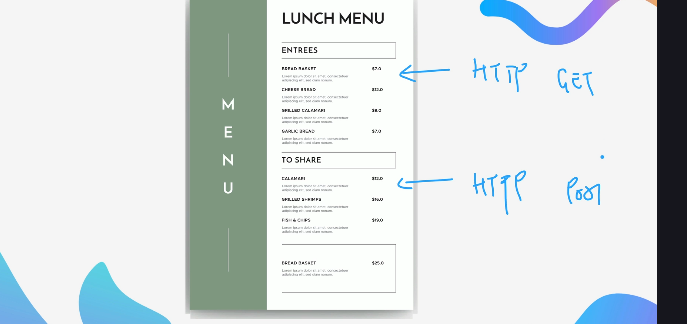 LUNCH MENU
ENTREES
BREAD BASKET $7.0
Lorem ipsum dolor sit amet, consectetur
adipiscing elit, sed diam nonum.
CHEESE BREAD $12.0
Lorem ipsum dolor sit amet, consectetur
adipiscing elit, sed diam nonum.
GRILLED CALAMARI $8.0
Lorem ipsum dolor sit amet, consectetur
adipiscing elit, sed diam nonum.
GARLIC BREAD $7.0
Lorem ipsum dolor sit amet, consectetur
adipiscing elit, sed diam nonum.
TO SHARE
CALAMARI $12.0
Lorem ipsum dolor sit amet, consectetur
adipiscing elit, sed diam nonum.
GRILLED SHRIMPS $16.0
Lorem ipsum dolor sit amet, consectetur
adipiscing elit, sed diam nonum.
FISH & CHIPS $19.0
Lorem ipsum dolor sit amet, consectetur
adipiscing elit, sed diam nonum.
BREAD BASKET $25.0
Lorem ipsum dolor sit amet, consectetur
adipiscing elit, sed diam nonum.
MENU
HTTP GET
HTTP POST